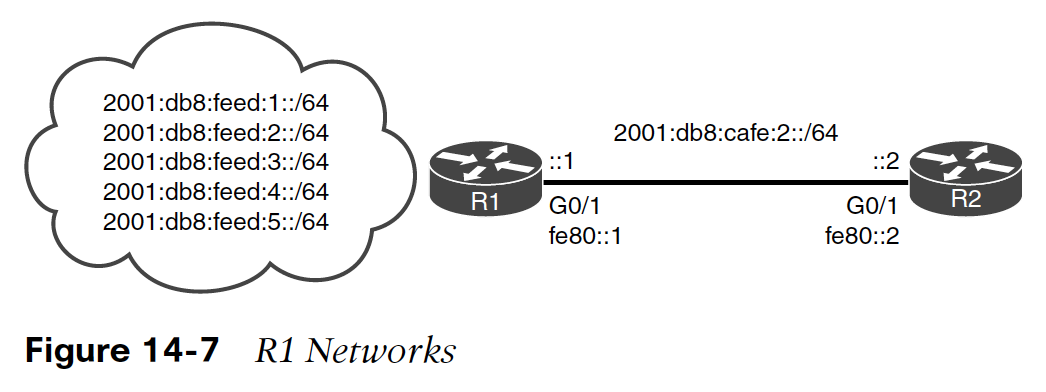 2001:db8:feed:1::/64
2001:db8:feed:2::/64
2001:db8:feed:3::/64
2001:db8:feed:4::/64
2001:db8:feed:5::/64
2001:db8:cafe:2::/64
::1
::2
R1
R2
G0/1
G0/1
fe80::1
fe80::2
Figure 14-7 R1 Networks